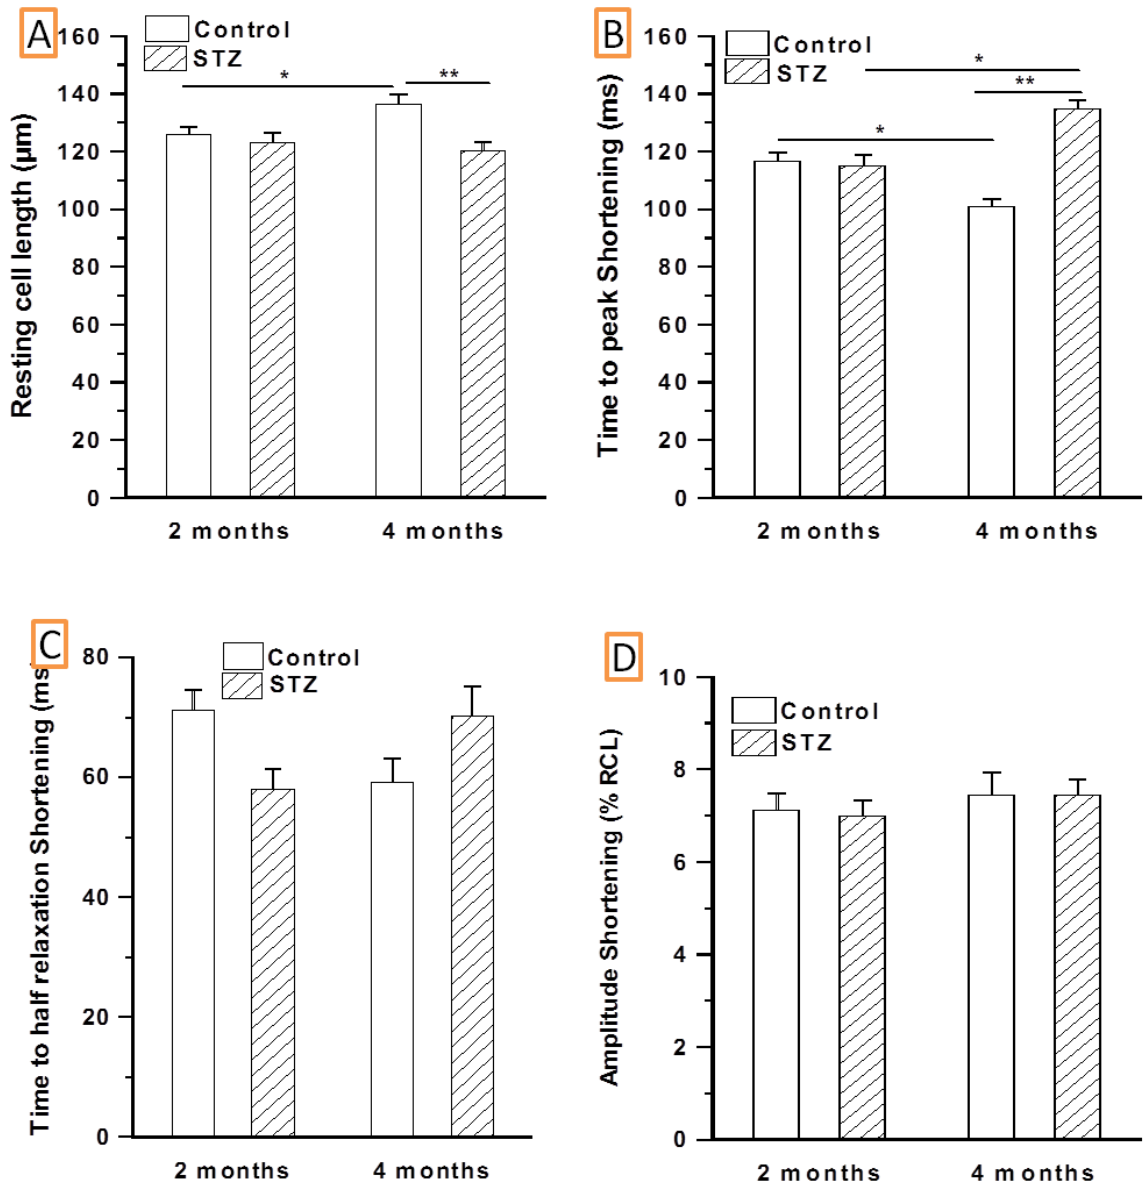 A
Control
STZ
160
140
120
100
80
60
40
20
0
*
**
Resting cell length (µm)
2 months
4 months
B
Control
STZ
160
140
120
100
80
60
40
20
0
*
**
*
Time to peak Shortening (ms)
2 months
4 months
C
Control
STZ
80
60
40
20
0
Time to half relaxation Shortening (ms
2 months
4 months
D
Control
STZ
10
8
6
4
2
0
Amplitude Shortening (% RCL)
2 months
4 months